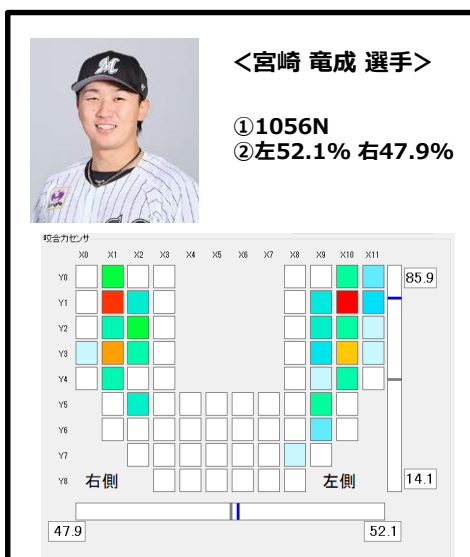 <宮崎 竜成 選手>
①1056N
②左52.1% 右47.9%
M
咬合力センサ
X0 X1 X2 X3 X4 X5 X6 X7 X8 X9 X10 X11
Y0
85.9
Y1
Y2
Y3
Y4
Y5
Y6
Y7
Y8
右側 左側
14.1
47.9 52.1